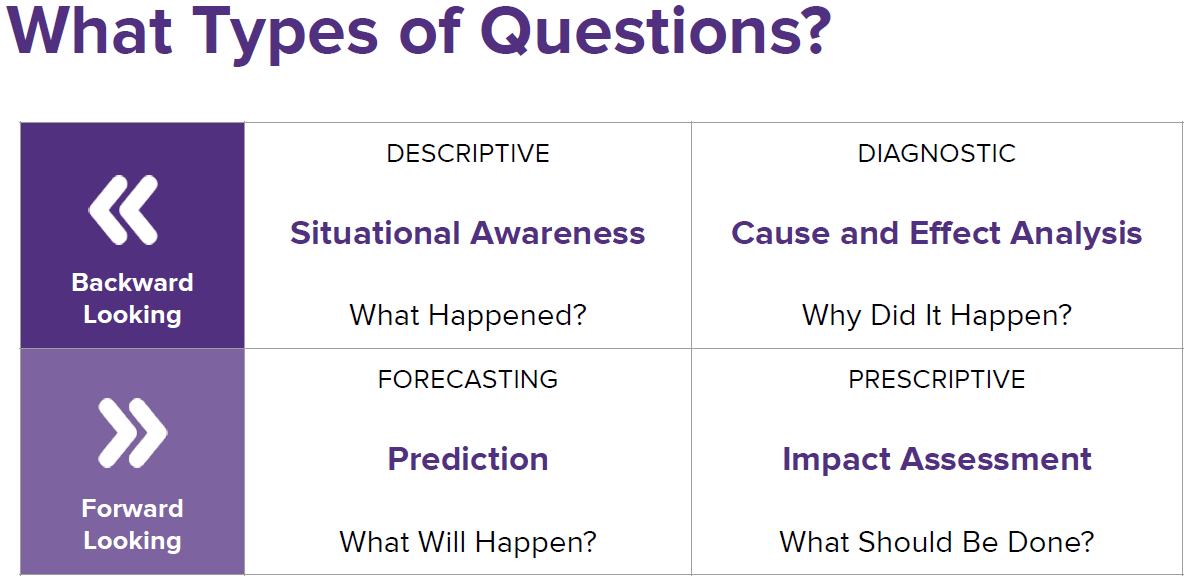 What Types of Questions?
Backward
Looking
DESCRIPTIVE
Situational Awareness
What Happened?
DIAGNOSTIC
Cause and Effect Analysis
Why Did It Happen?
Forward
Looking
FORECASTING
Prediction
What Will Happen?
PRESCRIPTIVE
Impact Assessment
What Should Be Done?